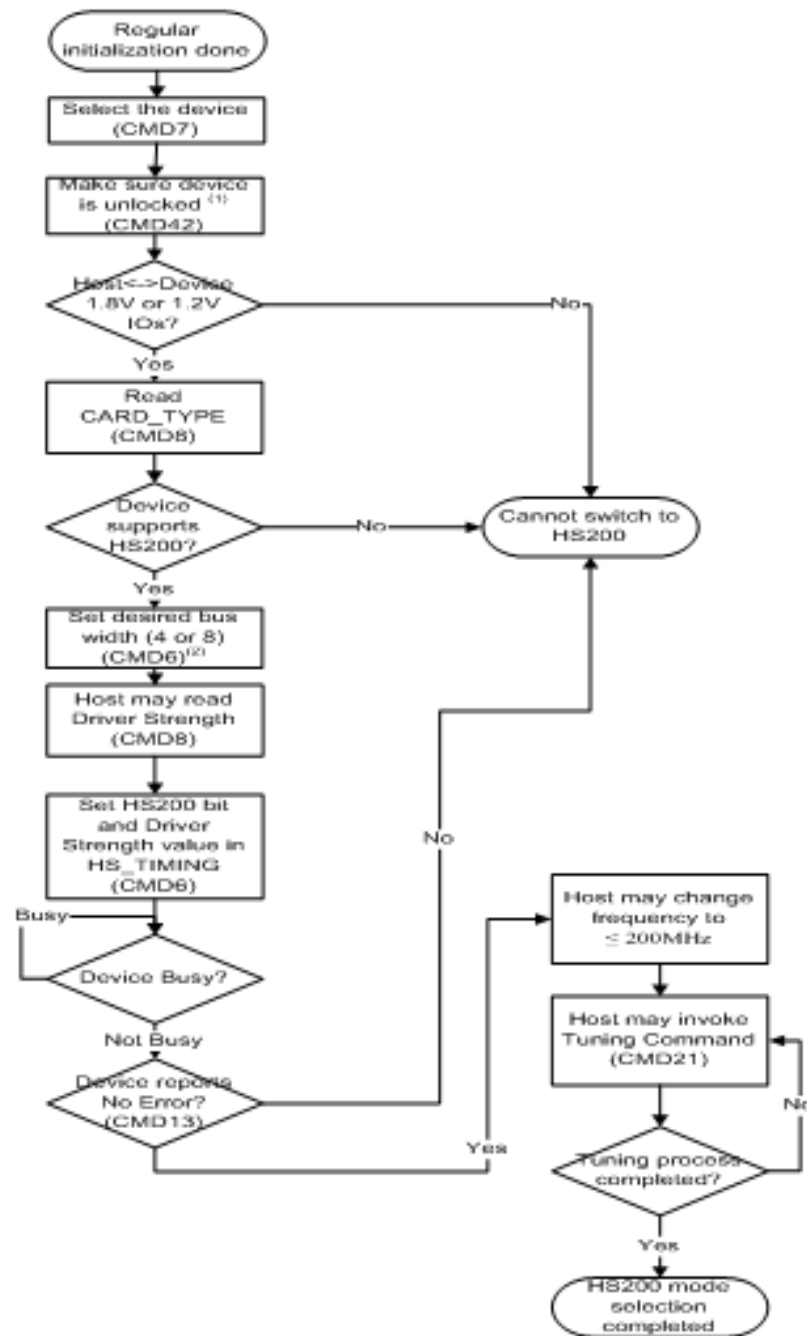 Regular
initialization done
Select the device
(CMD7)
Make sure device
is unlocked (1)
(CMD42)
Host<->Device
1.8V or 1.2V
IOs?
No
Yes
Read
CARD_TYPE
(CMD8)
Device
supports
HS200?
No
Cannot switch to
HS200
Yes
Set desired bus
width (4 or 8)
(CMD6)(2)
Host may read
Driver Strength
(CMD8)
Set HS200 bit
and Driver
Strength value in
HS_TIMING
(CMD6)
Busy
Device Busy?
Not Busy
Device reports
No Error?
(CMD13)
No
Yes
Host may change
frequency to
≤ 200MHz
Host may invoke
Tuning Command
(CMD21)
No
Tuning process
completed?
Yes
HS200 mode
selection
completed